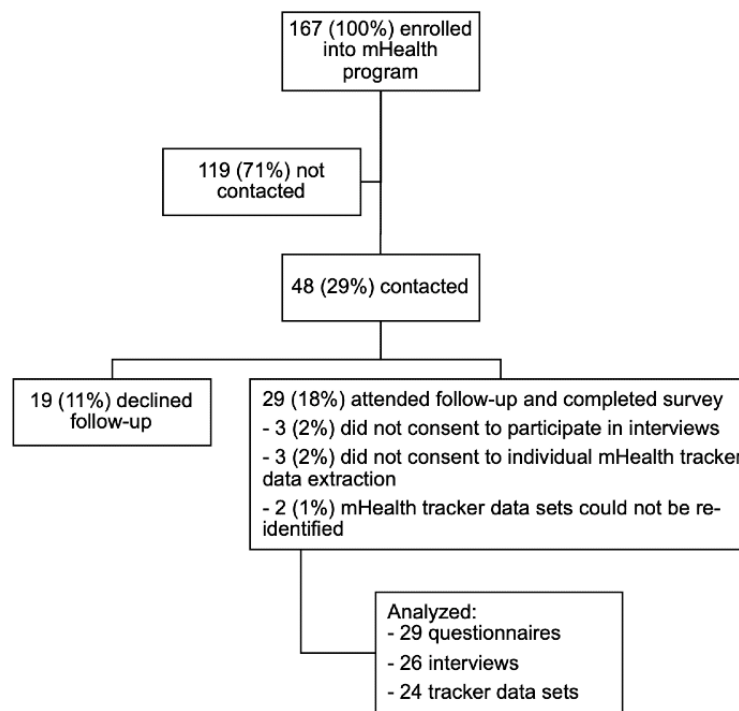 167 (100%) enrolled
into mHealth
program
119 (71%) not
contacted
48 (29%) contacted
19 (11%) declined
follow-up
29 (18%) attended follow-up and completed survey
- 3 (2%) did not consent to participate in interviews
- 3 (2%) did not consent to individual mHealth tracker
data extraction
- 2 (1%) mHealth tracker data sets could not be re-
identified
Analyzed:
- 29 questionnaires
- 26 interviews
- 24 tracker data sets